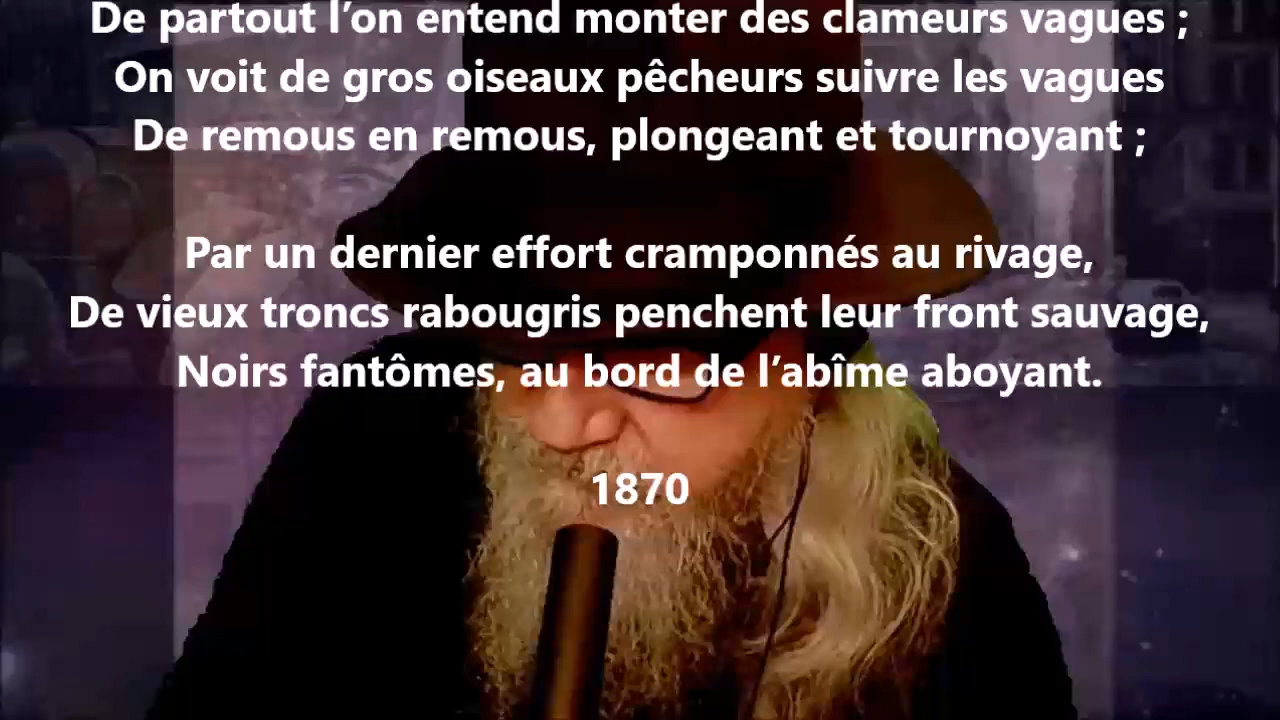 De partout l’on entend monter des clameurs vagues ;
On voit de gros oiseaux pêcheurs suivre les vagues
De remous en remous, plongeant et tournoyant ;
Par un dernier effort cramponnés au rivage,
De vieux troncs rabougris penchent leur front sauvage,
Noirs fantômes, au bord de l’abîme aboyant.
1870